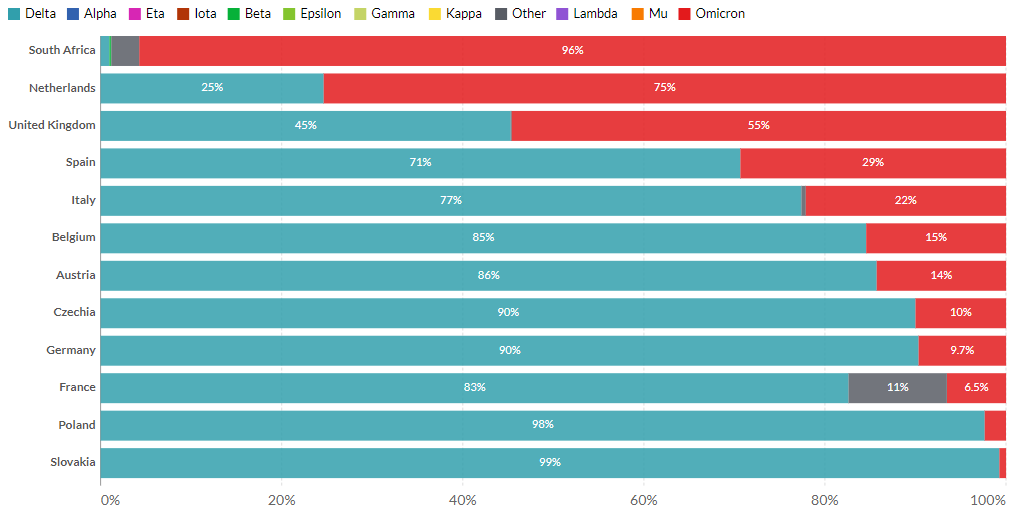 Delta Alpha Eta Iota Beta Epsilon Gamma Kappa Other Lambda Mu Omicron
South Africa 96%
Netherlands 25% 75%
United Kingdom 45% 55%
Spain 71% 29%
Italy 77% 22%
Belgium 85% 15%
Austria 86% 14%
Czechia 90% 10%
Germany 90% 9.7%
France 83% 11% 6.5%
Poland 98%
Slovakia 99%
0% 20% 40% 60% 80% 100%